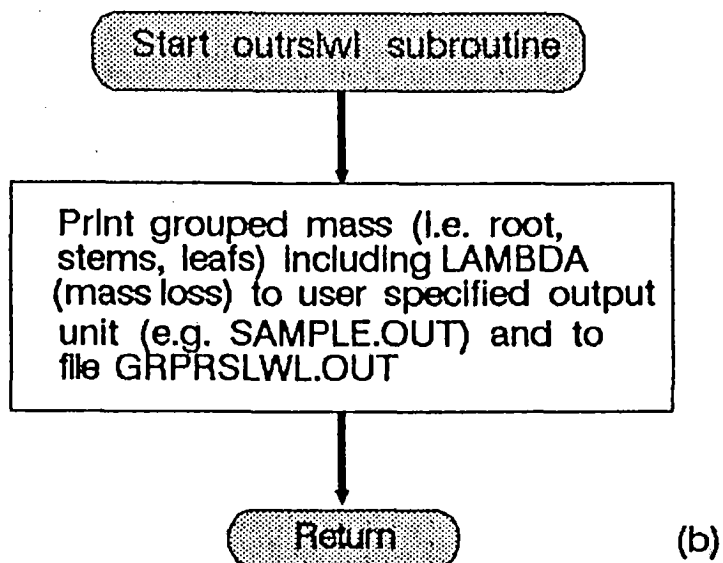 Start outrslwl subroutine
Print grouped mass (i.e. root,
stems, leafs) including LAMBDA
(mass loss) to user specified output
unit (e.g. SAMPLE.OUT) and to
file GRPRSLWL.OUT
Return
(b)